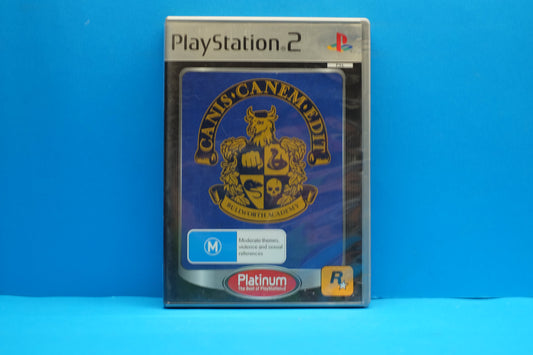 PlayStation 2
PAL
CANIS·CANEM·EDIT
BULLWORTH ACADEMY
M
Moderate themes,
violence and sexual
references
Platinum
The Best of PlayStation 2
R